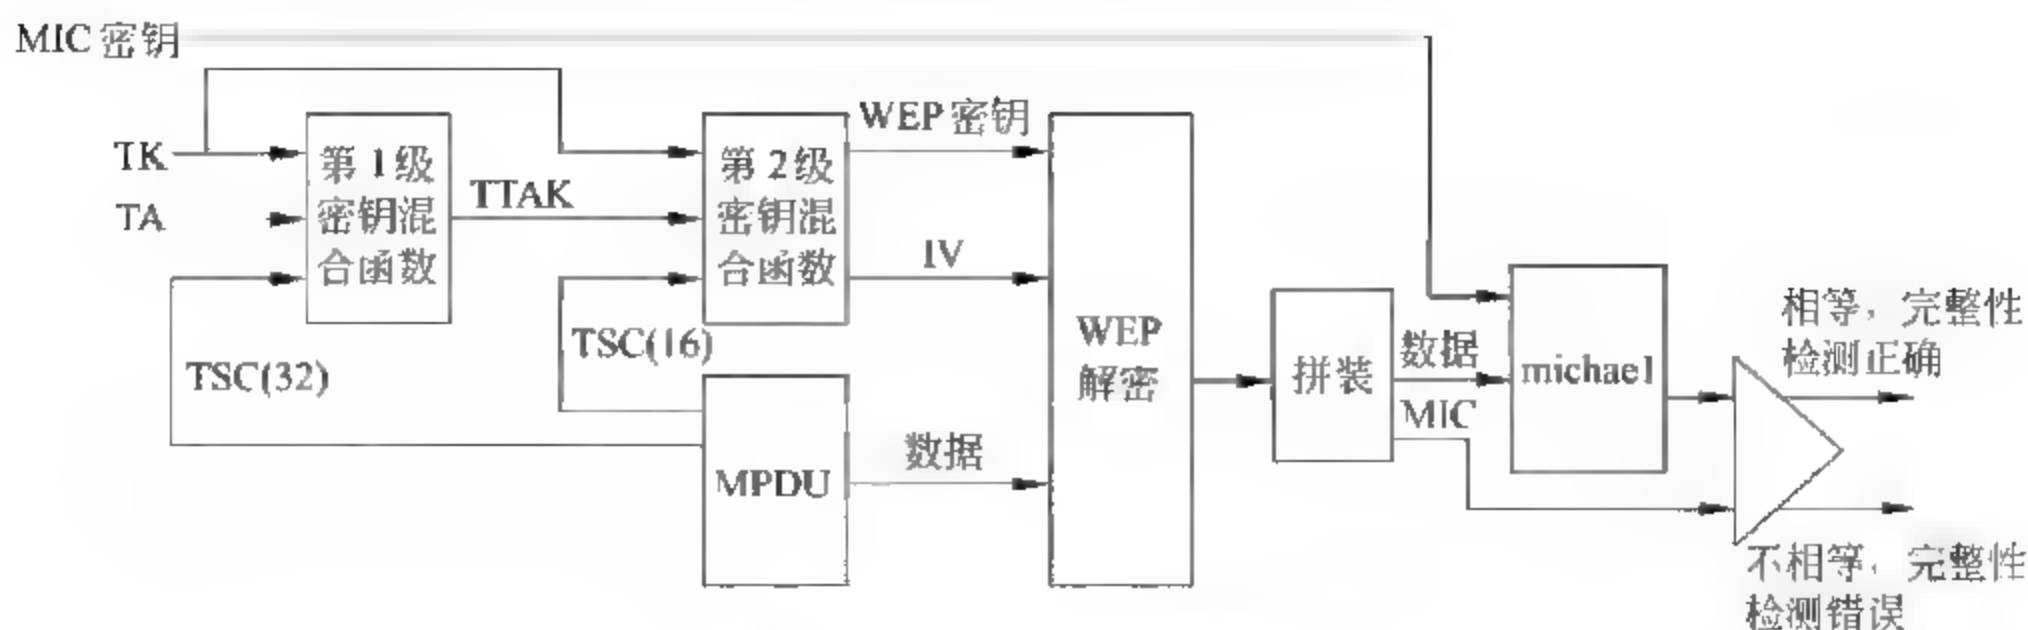 MIC 密钥
TK
TA
第1级
密钥混
合函数
TTAK
TSC(32)
第2级
密钥混
合函数
TSC(16)
MPDU
WEP 密钥
IV
数据
WEP
解密
拼装
数据
MIC
michael
相等，完整性
检测正确
不相等，完整性
检测错误